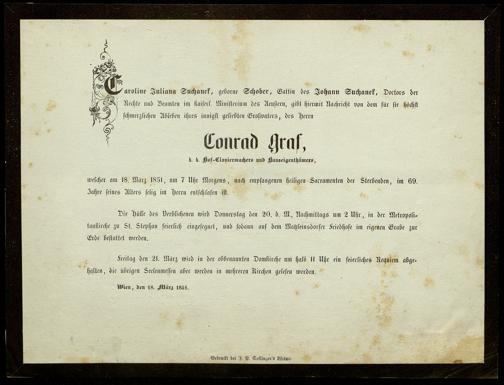 Caroline Juliana Suchanek, geborne Schober, Gattin des Johann Suchanek, Doctors der
Rechte und Beamten im kaiserl. Ministerium des Aeußern, gibt hiermit Nachricht von dem für sie höchst
schmerzlichen Ableben ihres innigst geliebten Großvaters, des Herrn
Conrad Graf,
k. k. Hof-Claviermachers und Hauseigenthümers,
welcher am 18. März 1851, um 7 Uhr Morgens, nach empfangenen heiligen Sacramenten der Sterbenden, im 69.
Jahre seines Alters selig im Herrn entschlafen ist.
Die Hülle des Verblichenen wird Donnerstag den 20. d. M., Nachmittags um 2 Uhr, in der Metropoli-
tankirche zu St. Stephan feierlich eingesegnet, und sodann auf dem Matzleinsdorfer Friedhofe im eigenen Grabe zur
Erde bestattet werden.
Freitag den 21. März wird in der obbenannten Domkirche um halb 11 Uhr ein feierliches Requiem abge-
halten, die übrigen Seelenmessen aber werden in mehreren Kirchen gelesen werden.
Wien, den 18. März 1851.
Gedruckt bei J. P. Sollinger's Witwe.